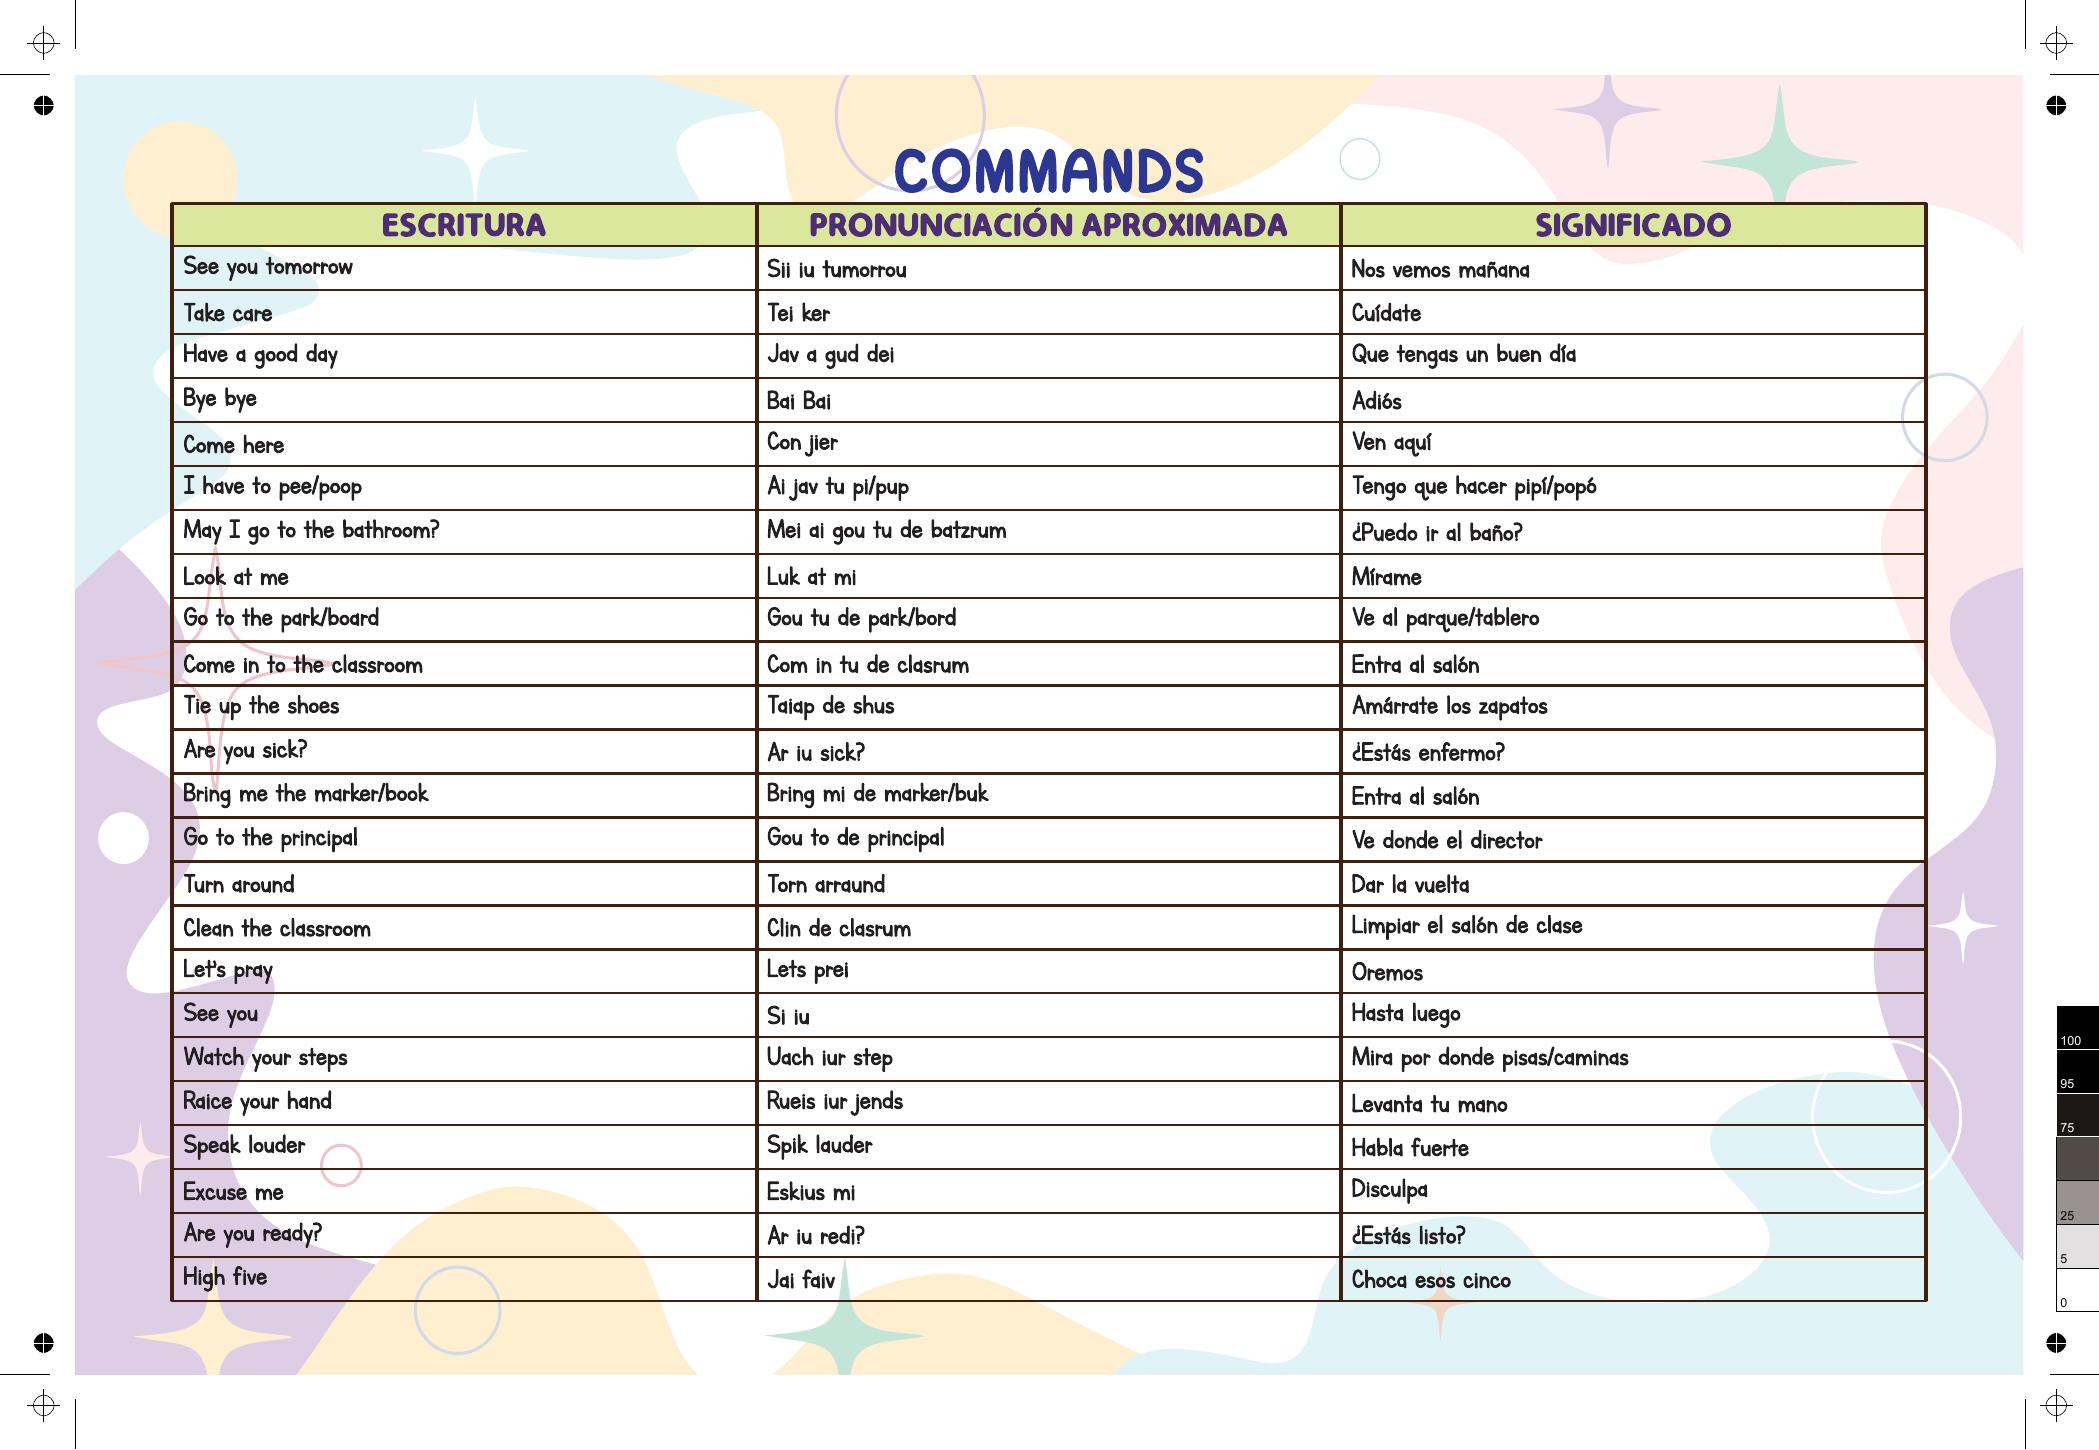 COMMANDS
ESCRITURA PRONUNCIACIÓN APROXIMADA SIGNIFICADO
See you tomorrow Sii iu tumorrou Nos vemos mañana
Take care Tei ker Cuídate
Have a good day Jav a gud dei Que tengas un buen día
Bye bye Bai Bai Adiós
Come here Con jier Ven aquí
I have to pee/poop Ai jav tu pi/pup Tengo que hacer pipí/popó
May I go to the bathroom? Mei ai gou tu de batzrum ¿Puedo ir al baño?
Look at me Luk at mi Mírame
Go to the park/board Gou tu de park/bord Ve al parque/tablero
Come in to the classroom Com in tu de clasrum Entra al salón
Tie up the shoes Taiap de shus Amárrate los zapatos
Are you sick? Ar iu sick? ¿Estás enfermo?
Bring me the marker/book Bring mi de marker/buk Entra al salón
Go to the principal Gou to de principal Ve donde el director
Turn around Torn arraund Dar la vuelta
Clean the classroom Clin de clasrum Limpiar el salón de clase
Let's pray Lets prei Oremos
See you Si iu Hasta luego
Watch your steps Uach iur step Mira por donde pisas/caminas
Raice your hand Rueis iur jends Levanta tu mano
Speak louder Spik lauder Habla fuerte
Excuse me Eskius mi Disculpa
Are you ready? Ar iu redi? ¿Estás listo?
High five Jai faiv Choca esos cinco
100
95
75
25
5
0